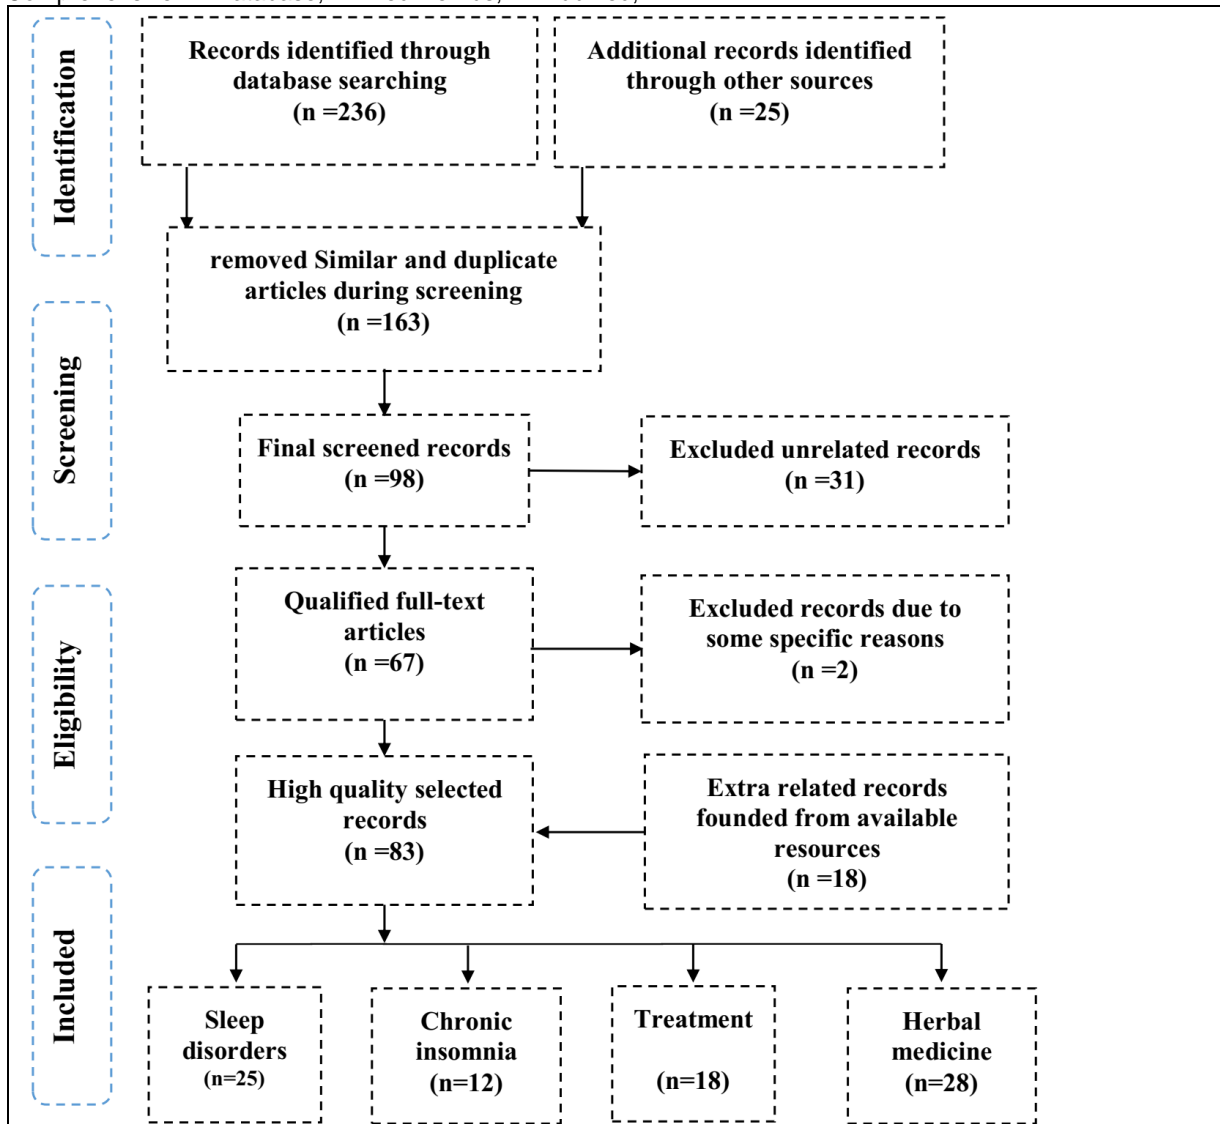 Identification
Records identified through
database searching
(n =236)
Additional records identified
through other sources
(n =25)
removed Similar and duplicate
articles during screening
(n =163)
Screening
Final screened records
(n =98)
Excluded unrelated records
(n =31)
Eligibility
Qualified full-text
articles
(n =67)
Excluded records due to
some specific reasons
(n =2)
High quality selected
records
(n =83)
Extra related records
founded from available
resources
(n =18)
Included
Sleep
disorders
(n=25)
Chronic
insomnia
(n=12)
Treatment
(n=18)
Herbal
medicine
(n=28)